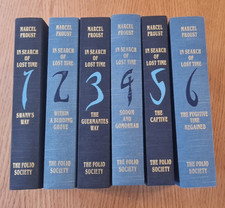 MARCEL
PROUST
IN SEARCH
OF LOST
TIME
1
SWANN'S
WAY
THE FOLIO
SOCIETY
MARCEL
PROUST
IN SEARCH
OF LOST
TIME
2
WITHIN
A BUDDING
GROVE
THE FOLIO
SOCIETY
MARCEL
PROUST
IN SEARCH
OF LOST
TIME
3
THE
GUERMANTES
WAY
THE FOLIO
SOCIETY
MARCEL
PROUST
IN SEARCH
OF LOST
TIME
4
SODOM
AND
GOMORRAH
THE FOLIO
SOCIETY
MARCEL
PROUST
IN SEARCH
OF LOST
TIME
5
THE
CAPTIVE
THE FOLIO
SOCIETY
MARCEL
PROUST
IN SEARCH
OF LOST
TIME
6
THE FUGITIVE
TIME
REGAINED
THE FOLIO
SOCIETY